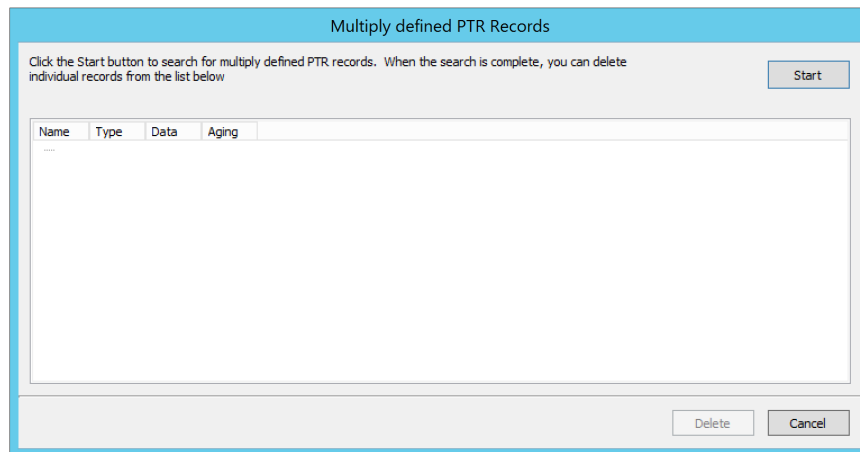 Multiply defined PTR Records
Click the Start button to search for multiply defined PTR records.  When the search is complete, you can delete
individual records from the list below
Start
Name Type Data Aging
.....
Delete Cancel